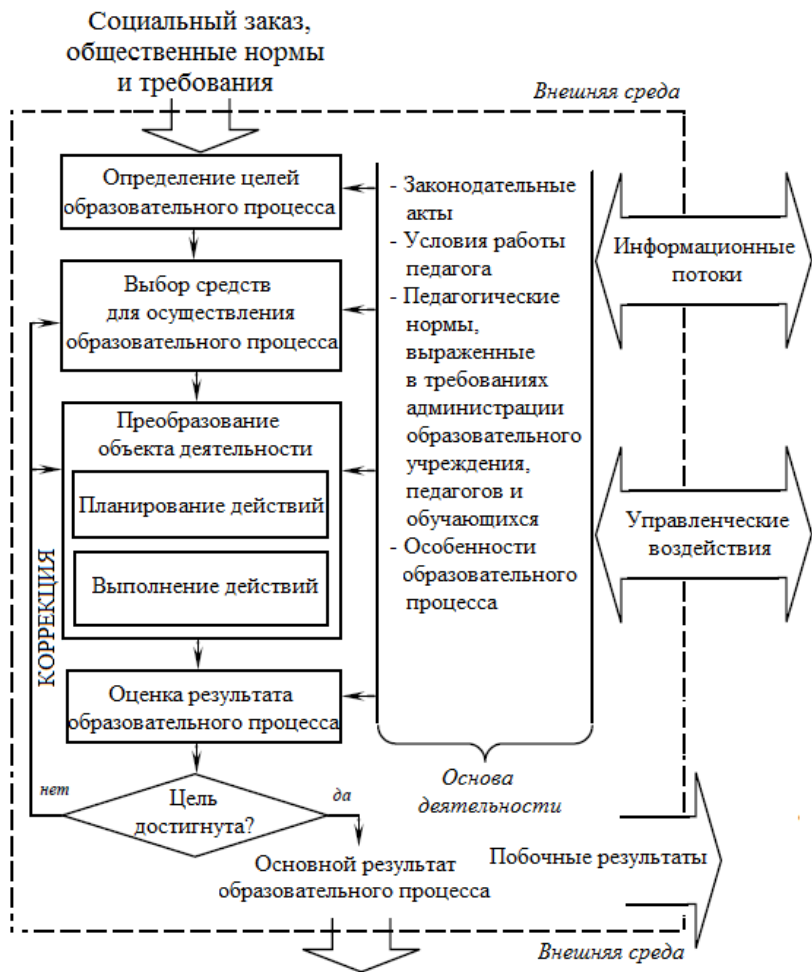 Социальный заказ,
общественные нормы
и требования
Внешняя среда
Определение целей
образовательного процесса
Выбор средств
для осуществления
образовательного процесса
Преобразование
объекта деятельности
Планирование действий
Выполнение действий
КОРРЕКЦИЯ
Оценка результата
образовательного процесса
нет
Цель
достигнута?
да
- Законодательные
акты
- Условия работы
педагога
- Педагогические
нормы,
выраженные
в требованиях
администрации
образовательного
учреждения,
педагогов и
обучающихся
- Особенности
образовательного
процесса
Основа
деятельности
Информационные
потоки
Управленческие
воздействия
Основной результат
образовательного процесса
Побочные результаты
Внешняя среда